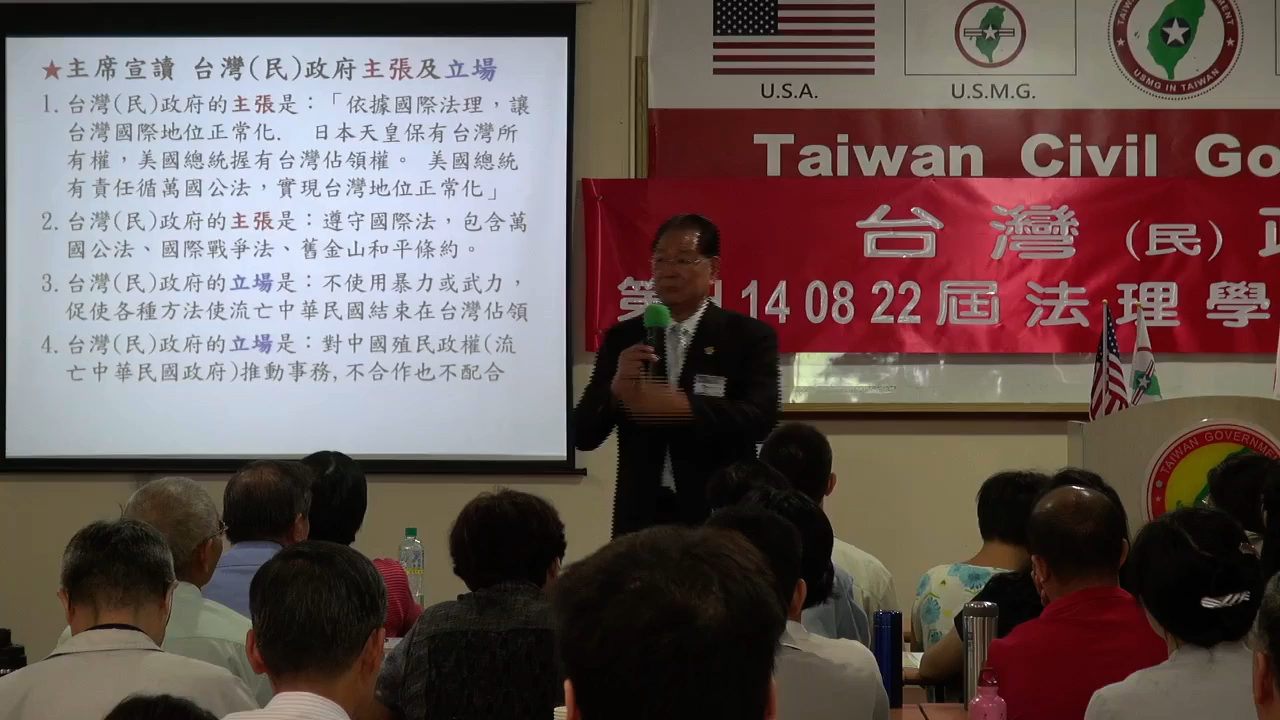 ★主席宣讀 台灣(民)政府主張及立場
1. 台灣(民)政府的主張是：「依據國際法理，讓
台灣國際地位正常化. 日本天皇保有台灣所
有權，美國總統握有台灣佔領權。 美國總統
有責任循萬國公法，實現台灣地位正常化」
2. 台灣(民)政府的主張是：遵守國際法，包含萬
國公法、國際戰爭法、舊金山和平條約。
3. 台灣(民)政府的立場是：不使用暴力或武力，
促使各種方法使流亡中華民國結束在台灣佔領
4. 台灣(民)政府的立場是：對中國殖民政權(流
亡中華民國政府)推動事務,不合作也不配合
U.S.A.
U.S.M.G.
USMG IN TAIWAN
Taiwan Civil Go
台灣(民)
第 14 08 22屆法理學
TAIWAN GOVERNMENT